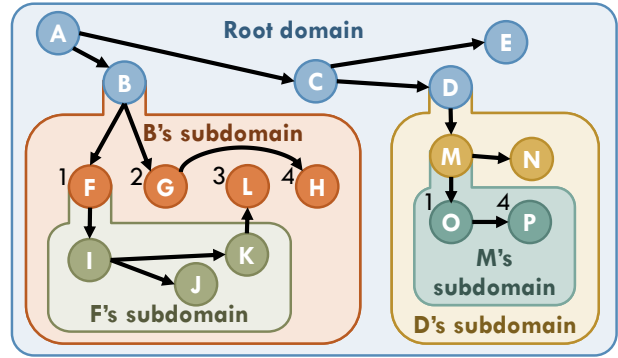 A
Root domain
E
B
C
D
B's subdomain
1
F
2
G
3
L
4
H
M
N
I
K
J
F's subdomain
1
O
4
P
M's
subdomain
D's subdomain